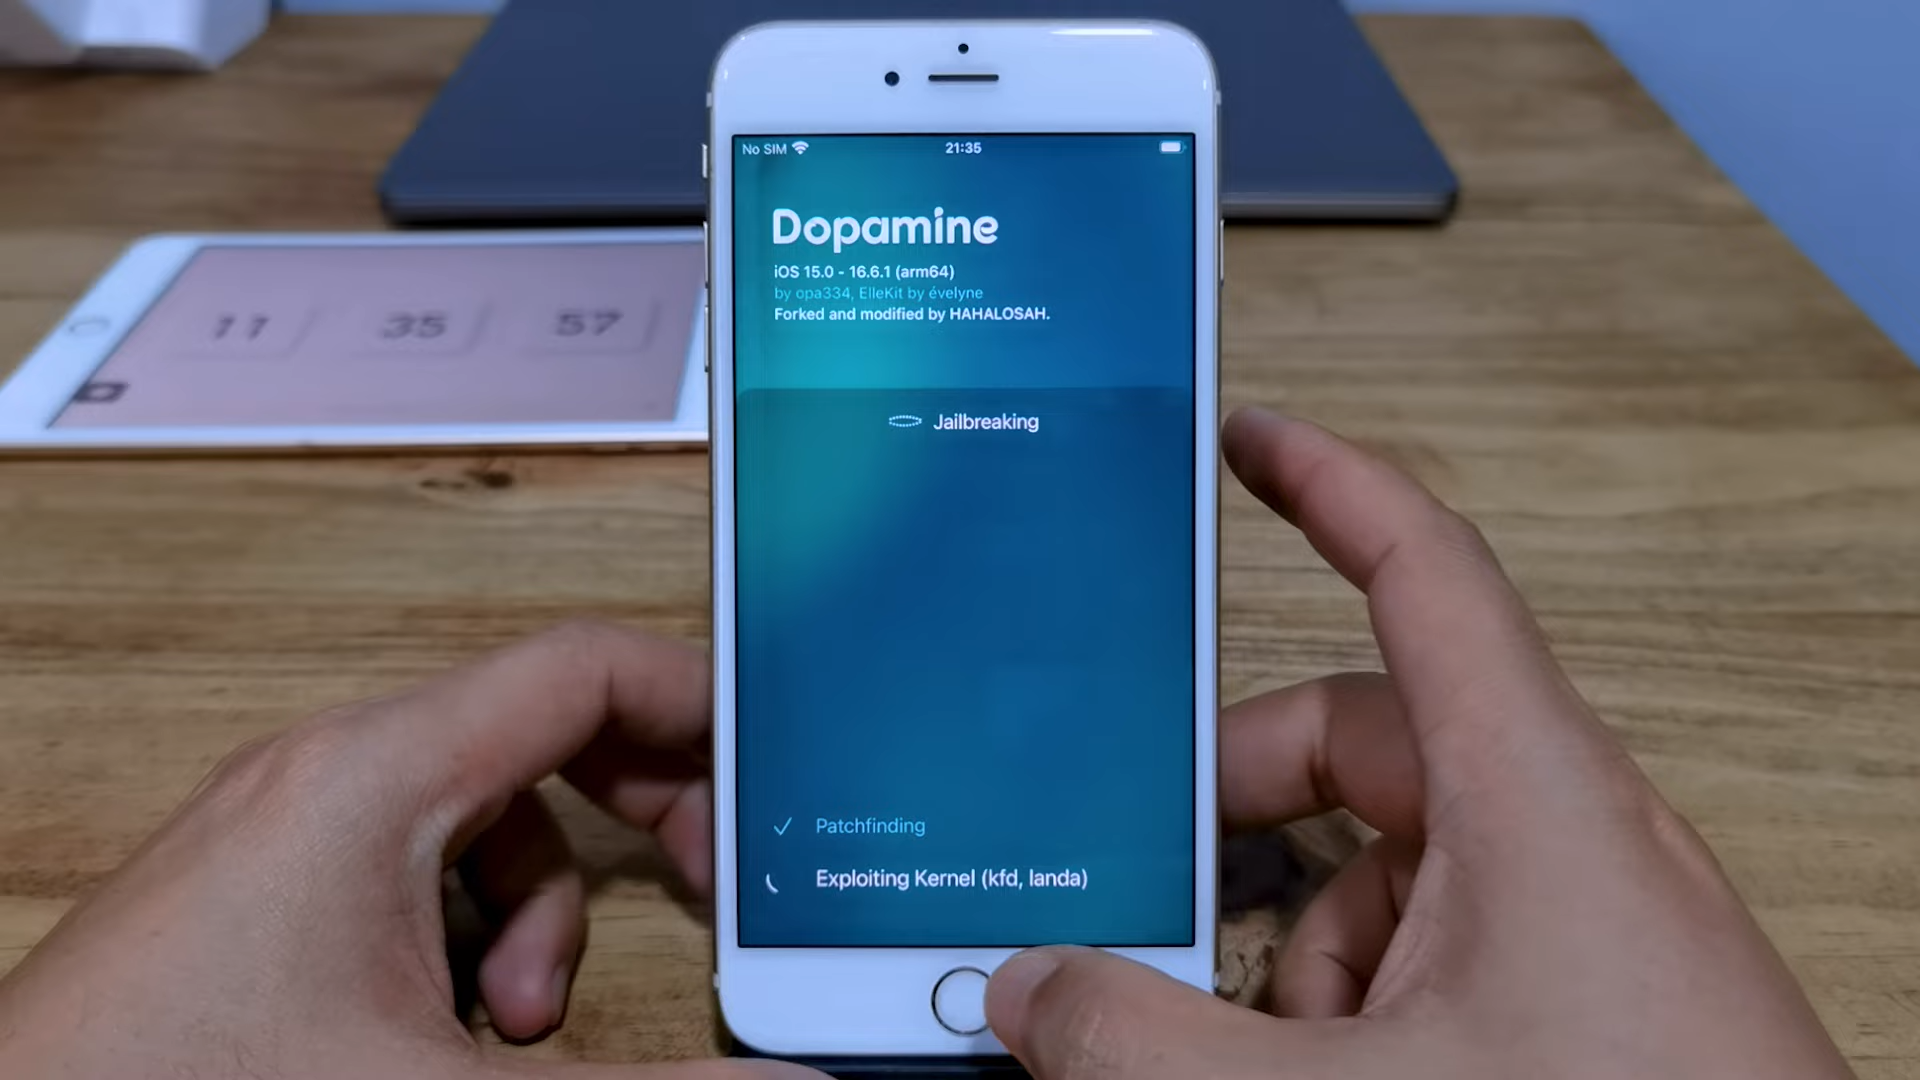 No SIM
21:35
Dopamine
iOS 15.0 - 16.6.1 (arm64)
by opa334, ElleKit by évelyne
Forked and modified by HAHALOSAH.
11 35 57
Jailbreaking
Patchfinding
Exploiting Kernel (kfd, landa)